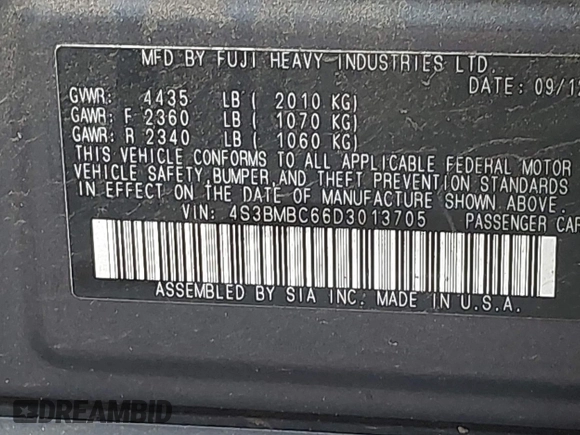 MFD BY FUJI HEAVY INDUSTRIES LTD.
DATE: 09/12
GVWR: 4435 LB ( 2010 KG)
GAWR: F 2360 LB ( 1070 KG)
GAWR: R 2340 LB ( 1060 KG)
THIS VEHICLE CONFORMS TO ALL APPLICABLE FEDERAL MOTOR
VEHICLE SAFETY, BUMPER, AND THEFT PREVENTION STANDARDS
IN EFFECT ON THE DATE OF MANUFACTURE SHOWN ABOVE.
VIN: 4S3BMBC66D3013705 PASSENGER CAR
ASSEMBLED BY SIA INC. MADE IN U.S.A.
DREAMBID